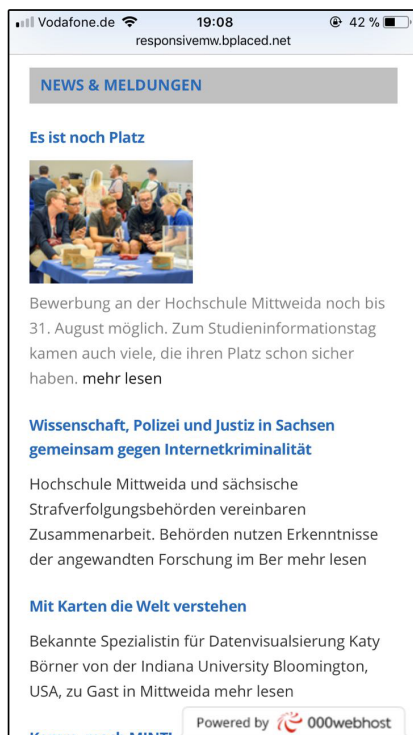 Vodafone.de 19:08 42 %
responsivemw.bplaced.net
NEWS & MELDUNGEN
Es ist noch Platz
Bewerbung an der Hochschule Mittweida noch bis
31. August möglich. Zum Studieninformationstag
kamen auch viele, die ihren Platz schon sicher
haben. mehr lesen
Wissenschaft, Polizei und Justiz in Sachsen
gemeinsam gegen Internetkriminalität
Hochschule Mittweida und sächsische
Strafverfolgungsbehörden vereinbaren
Zusammenarbeit. Behörden nutzen Erkenntnisse
der angewandten Forschung im Ber mehr lesen
Mit Karten die Welt verstehen
Bekannte Spezialistin für Datenvisualsierung Katy
Börner von der Indiana University Bloomington,
USA, zu Gast in Mittweida mehr lesen
Powered by 000webhost